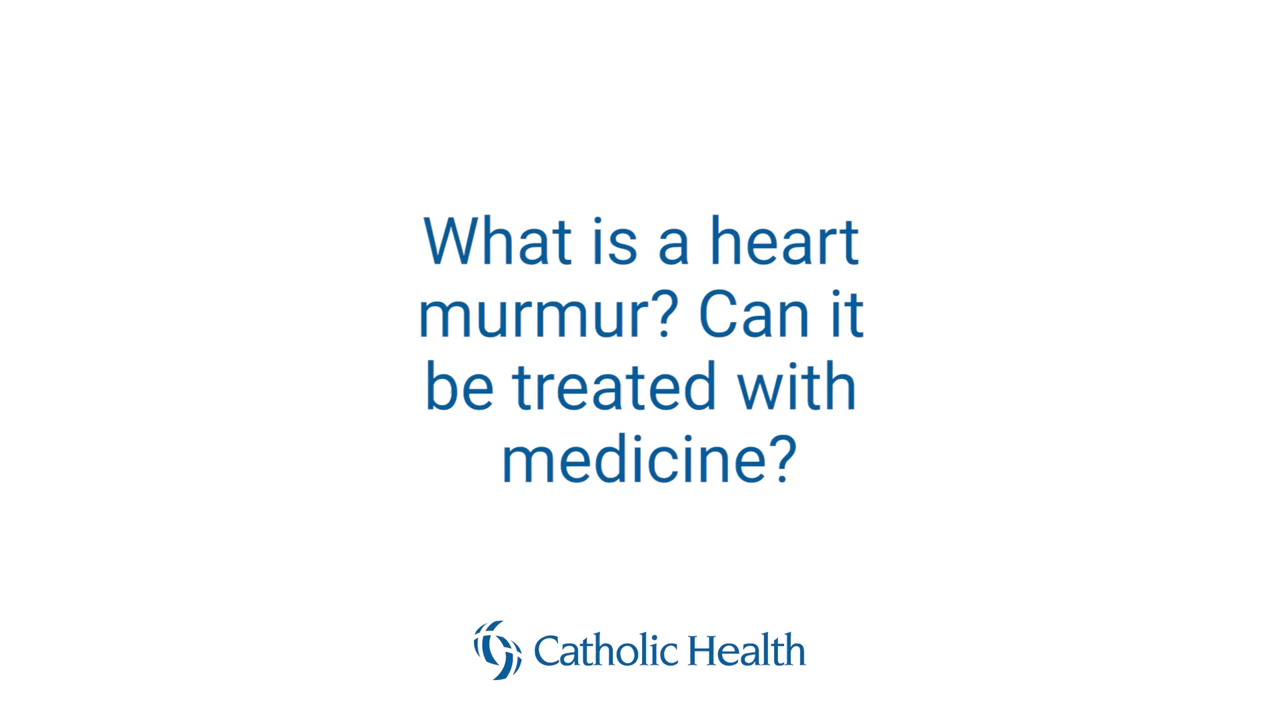 What is a heart
murmur? Can it
be treated with
medicine?
Catholic Health